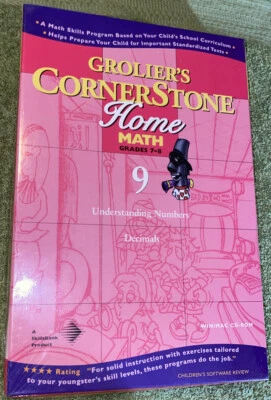 • A Math Skills Program Based on Your Child's School Curriculum •
• Helps Prepare Your Child for Important Standardized Tests •
GROLIER'S
CORNERSTONE
Home
MATH
GRADES 7-8
9
Understanding Numbers
Decimals
A
SkillsBank
Product
WIN/MAC CD-ROM
★★★★ Rating "For solid instruction with exercises tailored
to your youngster's skill levels, these programs do the job."
CHILDREN'S SOFTWARE REVIEW